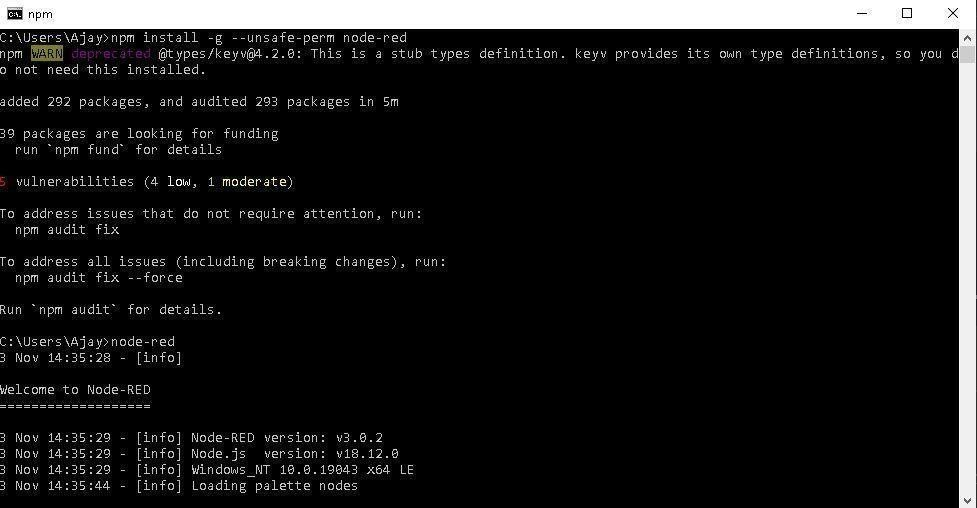 npm
C:\Users\Ajay>npm install -g --unsafe-perm node-red
npm WARN deprecated @types/keyv@4.2.0: This is a stub types definition. keyv provides its own type definitions, so you d
o not need this installed.
added 292 packages, and audited 293 packages in 5m
39 packages are looking for funding
  run `npm fund` for details
5 vulnerabilities (4 low, 1 moderate)
To address issues that do not require attention, run:
  npm audit fix
To address all issues (including breaking changes), run:
  npm audit fix --force
Run `npm audit` for details.
C:\Users\Ajay>node-red
3 Nov 14:35:28 - [info]
Welcome to Node-RED
===================
3 Nov 14:35:29 - [info] Node-RED version: v3.0.2
3 Nov 14:35:29 - [info] Node.js  version: v18.12.0
3 Nov 14:35:29 - [info] Windows_NT 10.0.19043 x64 LE
3 Nov 14:35:44 - [info] Loading palette nodes